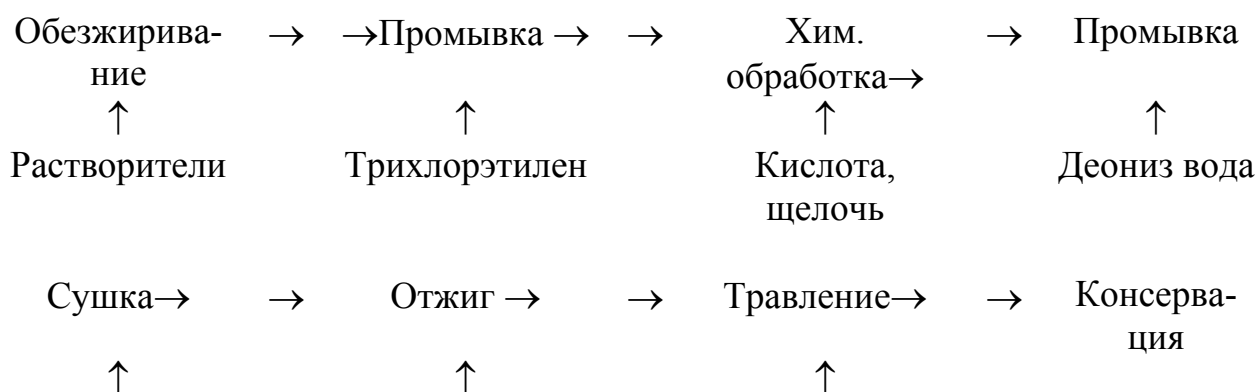 Обезжирива- → →Промывка → → Хим. → Промывка
ние обработка→
↑ ↑ ↑ ↑
Растворители Трихлорэтилен Кислота, Деониз вода
щелочь
Сушка→ → Отжиг → → Травление→ → Консерва-
ция
↑ ↑ ↑